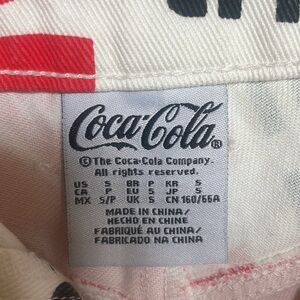 Coca-Cola®
©The Coca-Cola Company.
All rights reserved.
US S BR P KR S
CA P EU S JP S
MX S/P UK S CN 160/66A
MADE IN CHINA/
HECHO EN CHINE
FABRIQUÉ AU CHINA/
FABRICADO NA CHINA